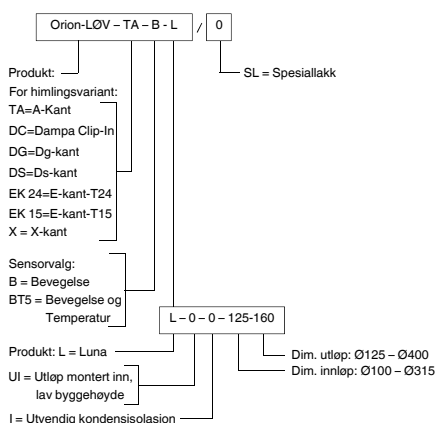 Orion-LØV – TA – B - L / 0
Produkt:
SL = Spesiallakk
For himlingsvariant:
TA=A-Kant
DC=Dampa Clip-In
DG=Dg-kant
DS=Ds-kant
EK 24=E-kant-T24
EK 15=E-kant-T15
X = X-kant
Sensorvalg:
B = Bevegelse
BT5 = Bevegelse og
Temperatur
L – 0 – 0 – 125-160
Produkt: L = Luna
Dim. utløp: Ø125 – Ø400
Dim. innløp: Ø100 – Ø315
UI = Utløp montert inn,
lav byggehøyde
I = Utvendig kondensisolasjon